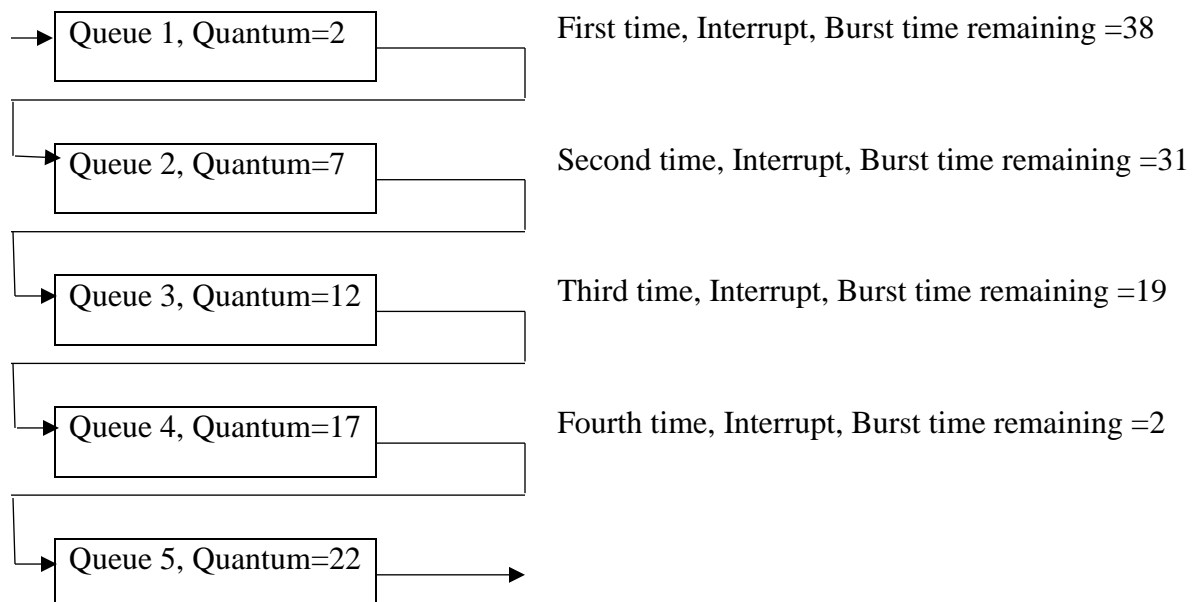 Queue 1, Quantum=2 First time, Interrupt, Burst time remaining =38
Queue 2, Quantum=7 Second time, Interrupt, Burst time remaining =31
Queue 3, Quantum=12 Third time, Interrupt, Burst time remaining =19
Queue 4, Quantum=17 Fourth time, Interrupt, Burst time remaining =2
Queue 5, Quantum=22